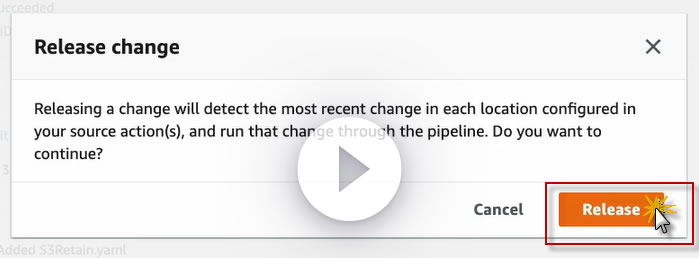 ucceeded
Release change
Releasing a change will detect the most recent change in each location configured in
your source action(s), and run that change through the pipeline. Do you want to
continue?
Cancel
Release
Added S3Retain.yaml